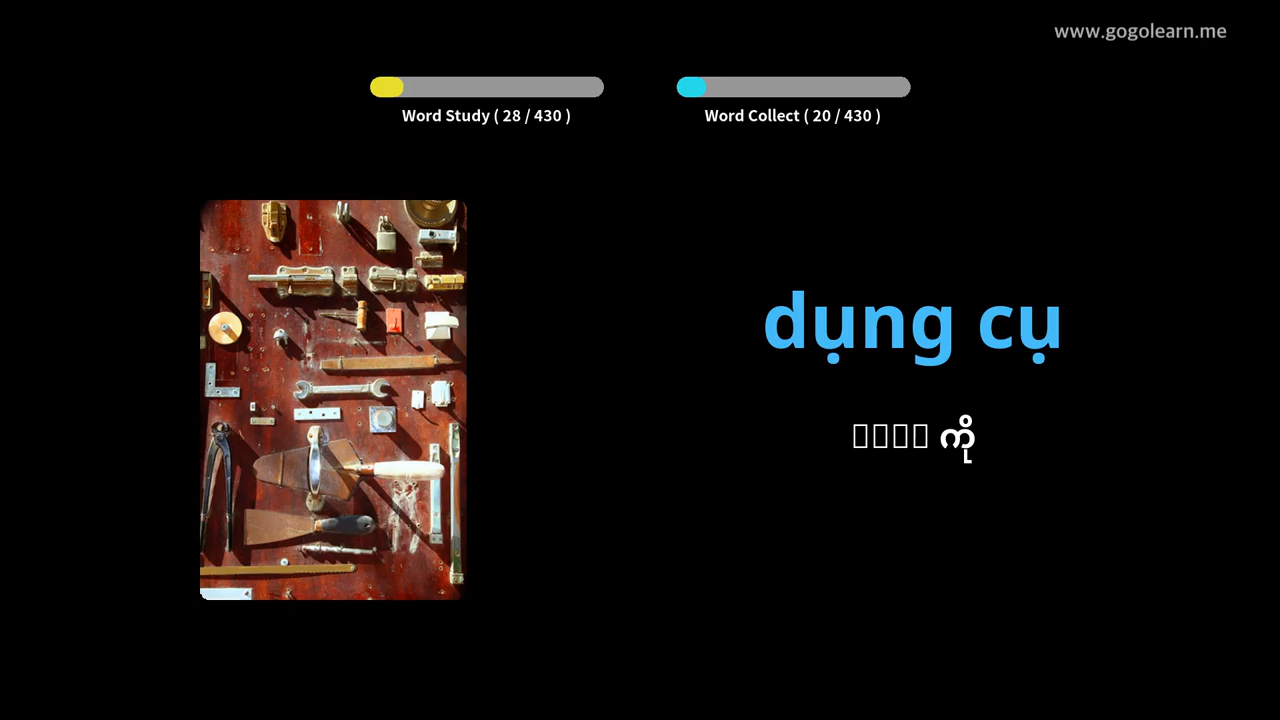 www.gogolearn.me
Word Study ( 28 / 430 )
Word Collect ( 20 / 430 )
dụng cụ
ကို